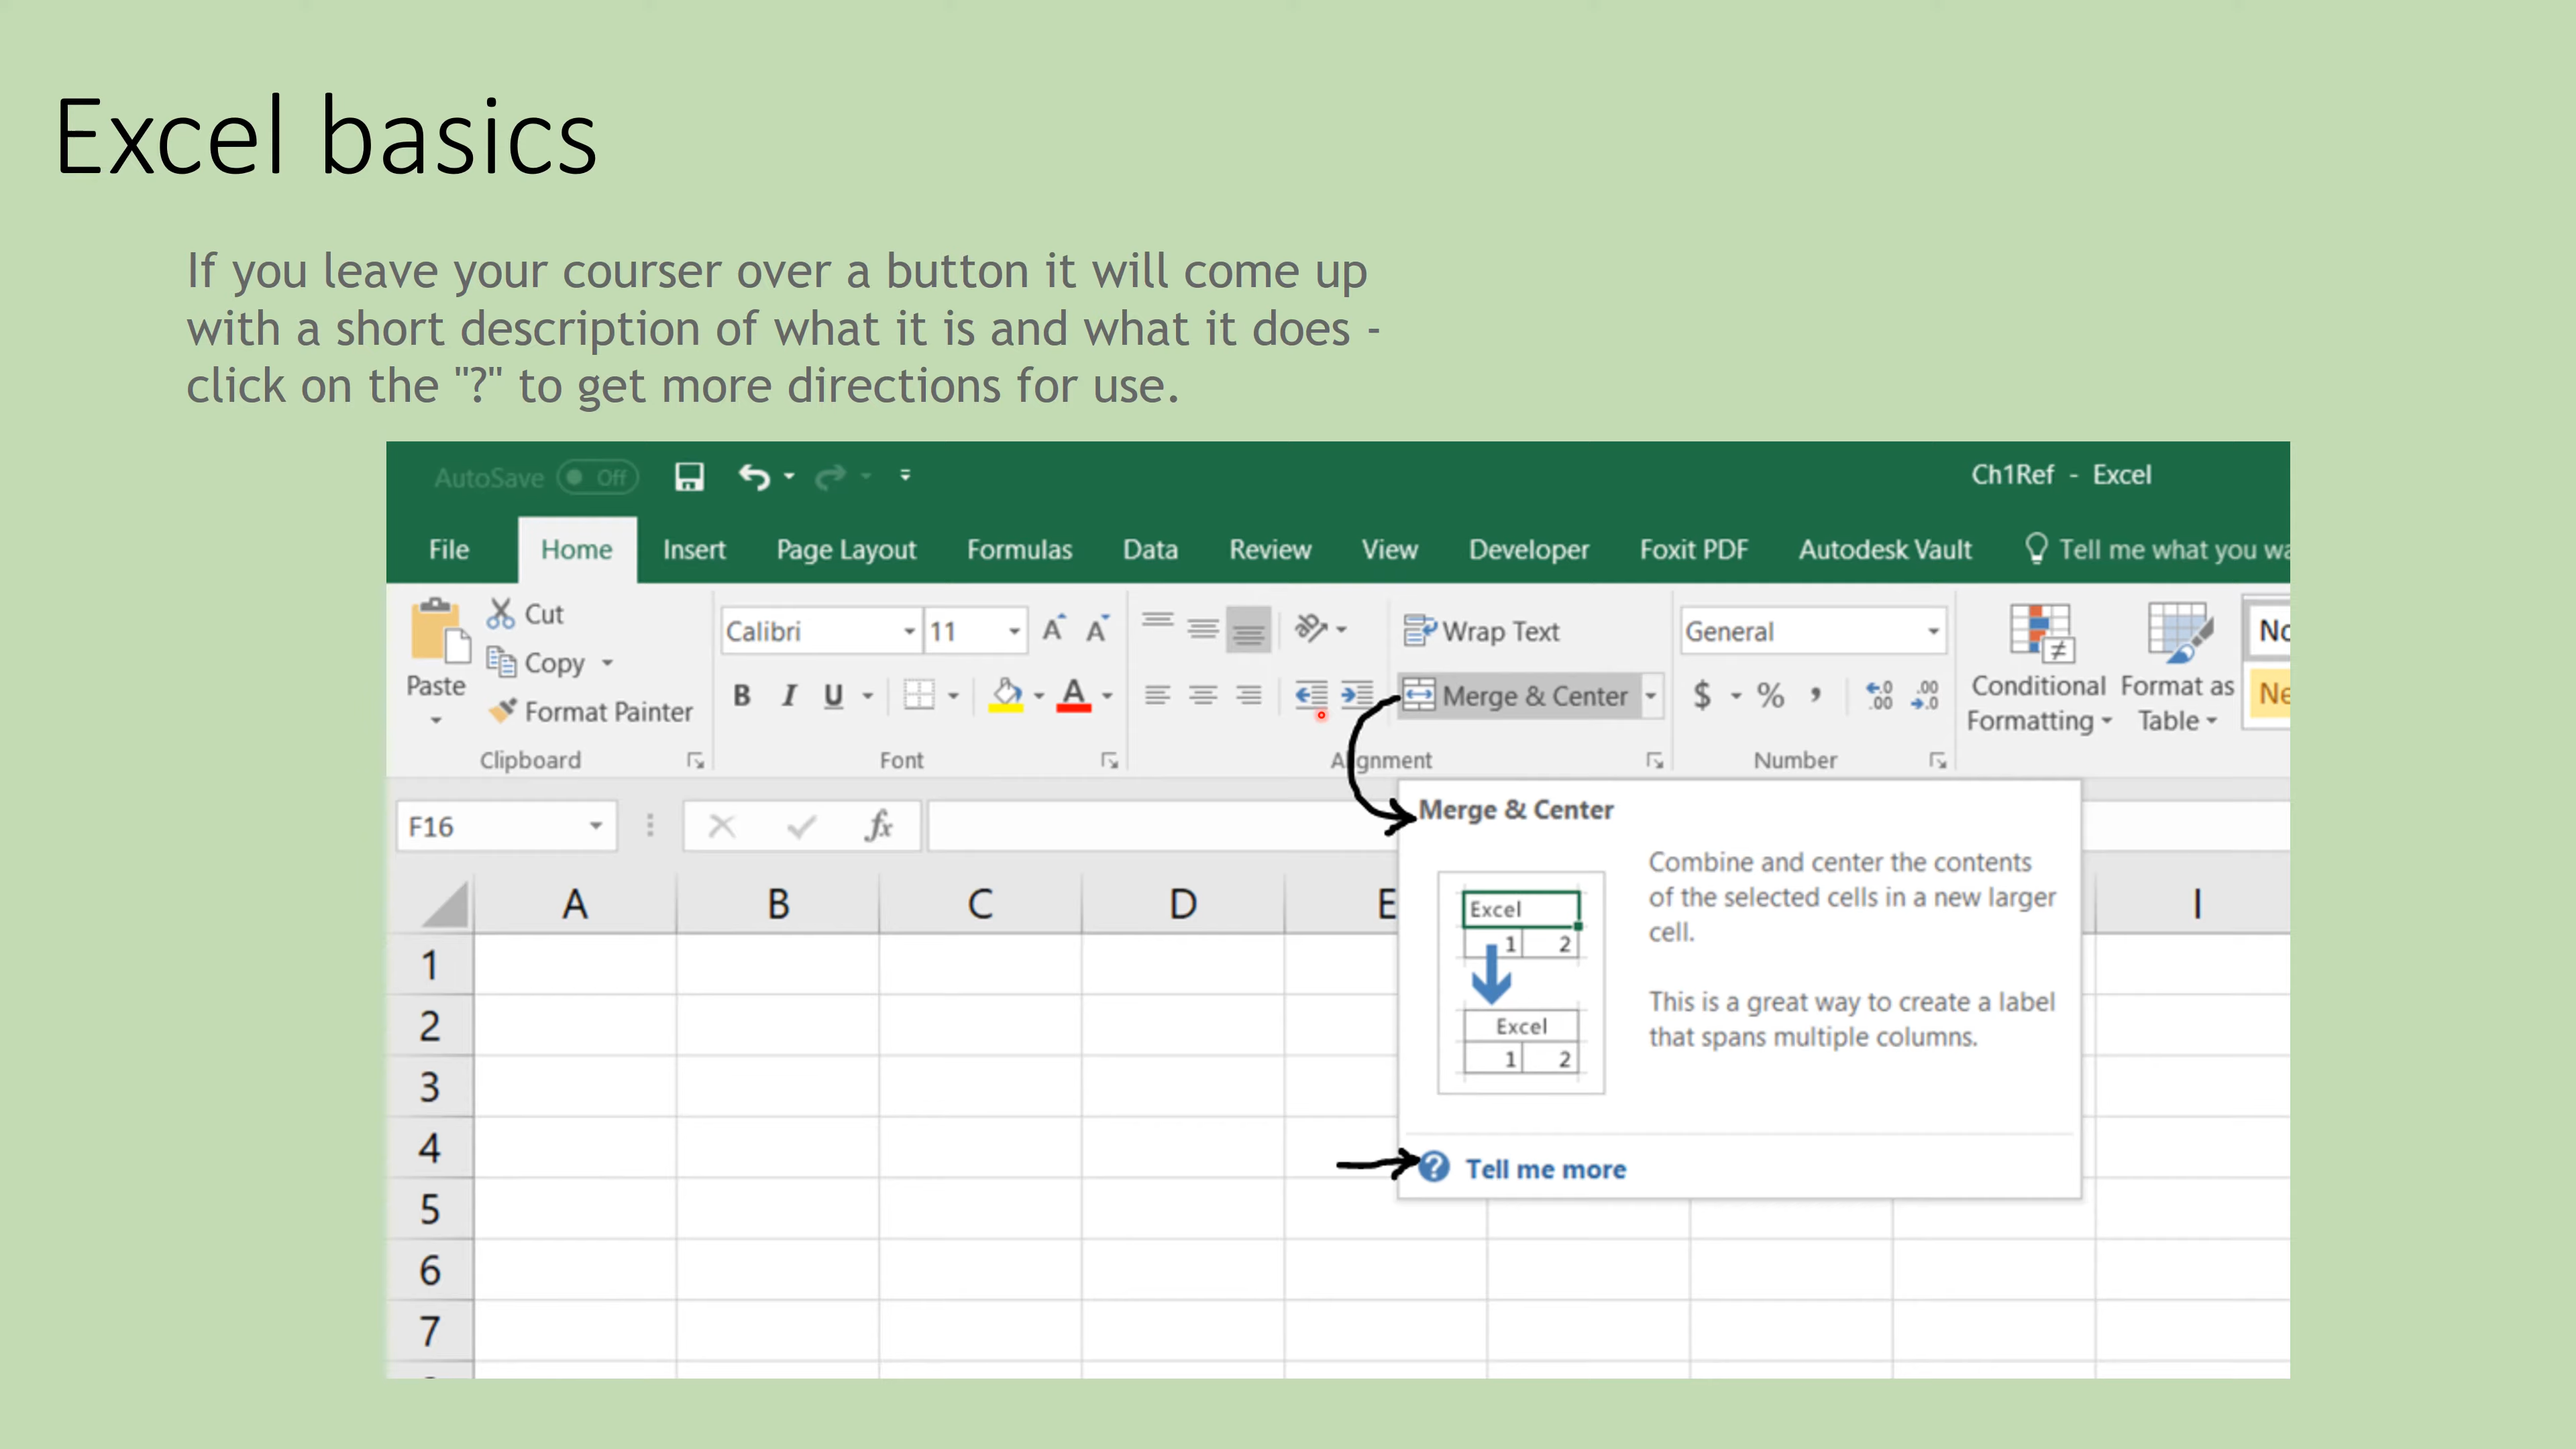 Excel basics
If you leave your courser over a button it will come up
with a short description of what it is and what it does -
click on the "?" to get more directions for use.
AutoSave Off
Ch1Ref - Excel
File Home Insert Page Layout Formulas Data Review View Developer Foxit PDF Autodesk Vault Tell me what you wa
Paste
Cut
Copy
Format Painter
Clipboard
Calibri 11 A A
B I U A
Font
Wrap Text
Merge & Center
Alignment
General
$ % , .0 .00 .00 .0
Number
Conditional
Formatting
Format as
Table
No
Ne
F16 fx
Merge & Center
Combine and center the contents
of the selected cells in a new larger
cell.
This is a great way to create a label
that spans multiple columns.
Excel
1 2
Excel
1 2
Tell me more
A B C D E I
1
2
3
4
5
6
7